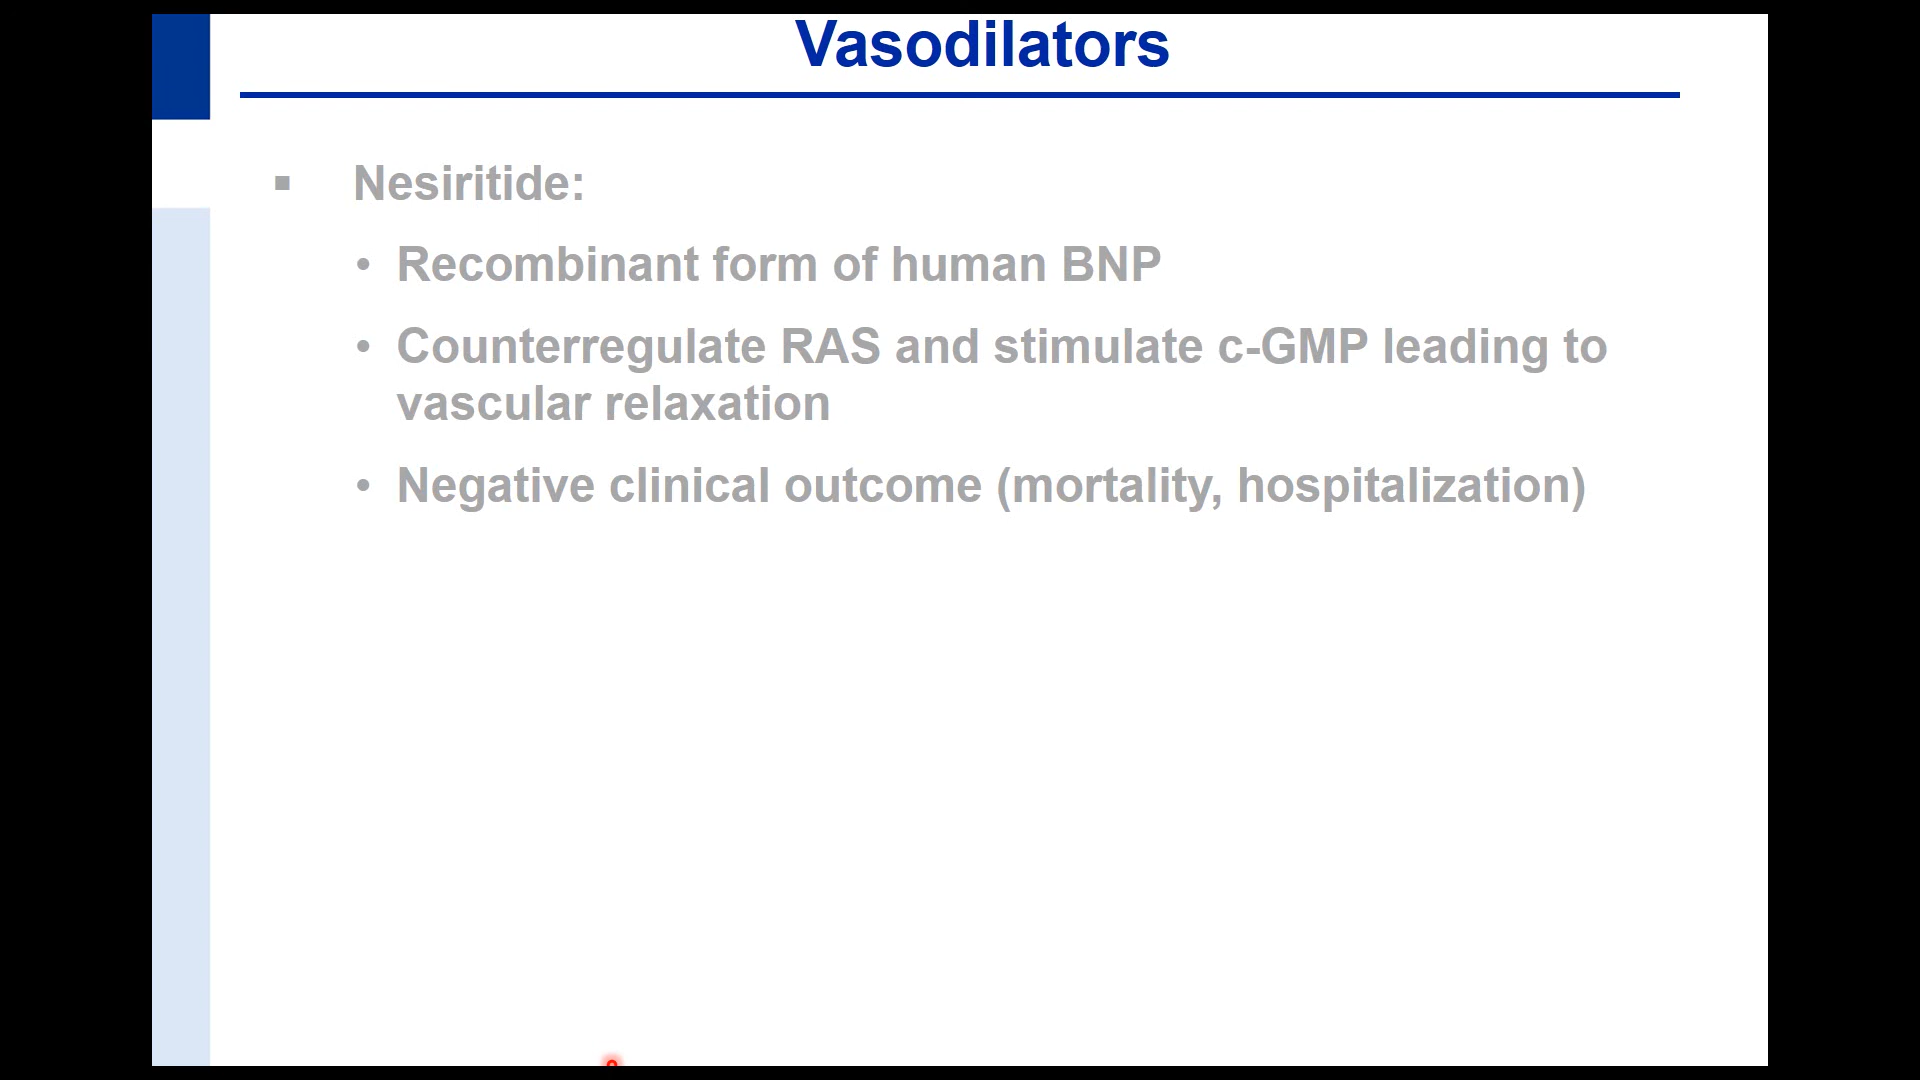 Vasodilators
▪ Nesiritide:
• Recombinant form of human BNP
• Counterregulate RAS and stimulate c-GMP leading to
vascular relaxation
• Negative clinical outcome (mortality, hospitalization)